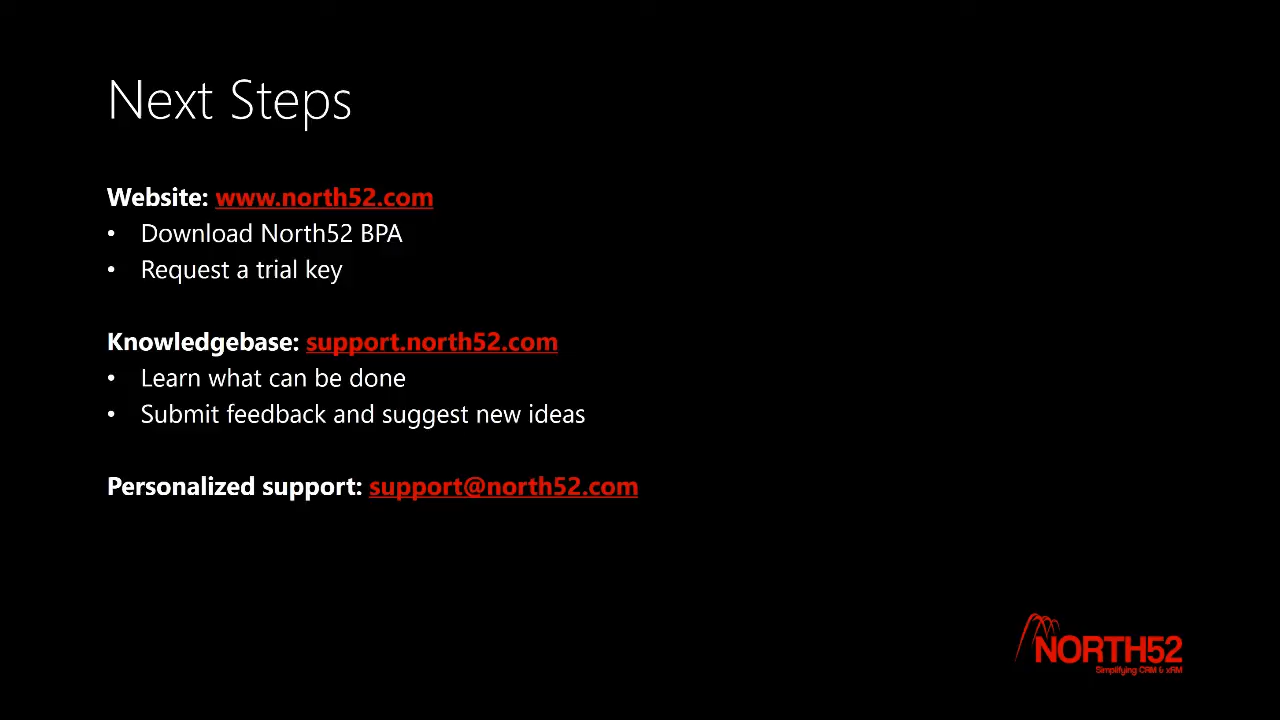 Next Steps
Website: www.north52.com
• Download North52 BPA
• Request a trial key
Knowledgebase: support.north52.com
• Learn what can be done
• Submit feedback and suggest new ideas
Personalized support: support@north52.com
NORTH52
Simplifying CRM & xRM